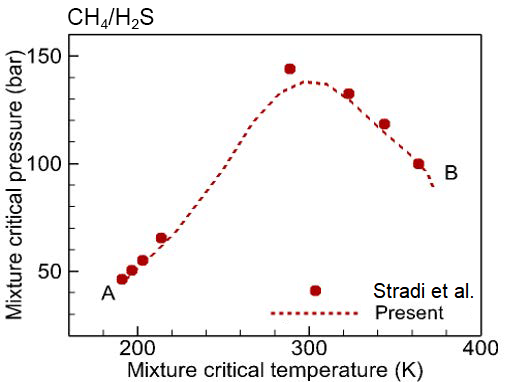 CH₄/H₂S
Mixture critical pressure (bar)
150
100
50
A
B
Stradi et al.
Present
200
300
400
Mixture critical temperature (K)